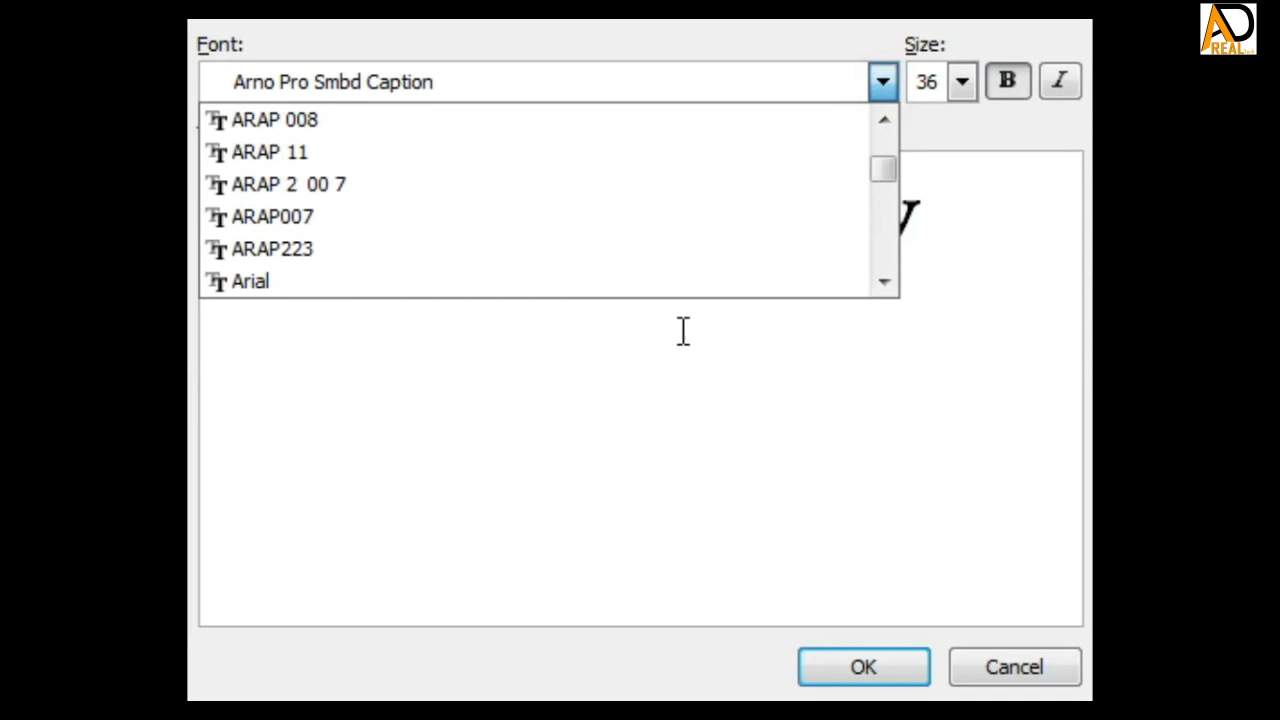 Font:
Size:
Arno Pro Smbd Caption
36
B
I
ARAP 008
ARAP 11
ARAP 2  00 7
ARAP007
ARAP223
Arial
OK
Cancel
AD
REAL